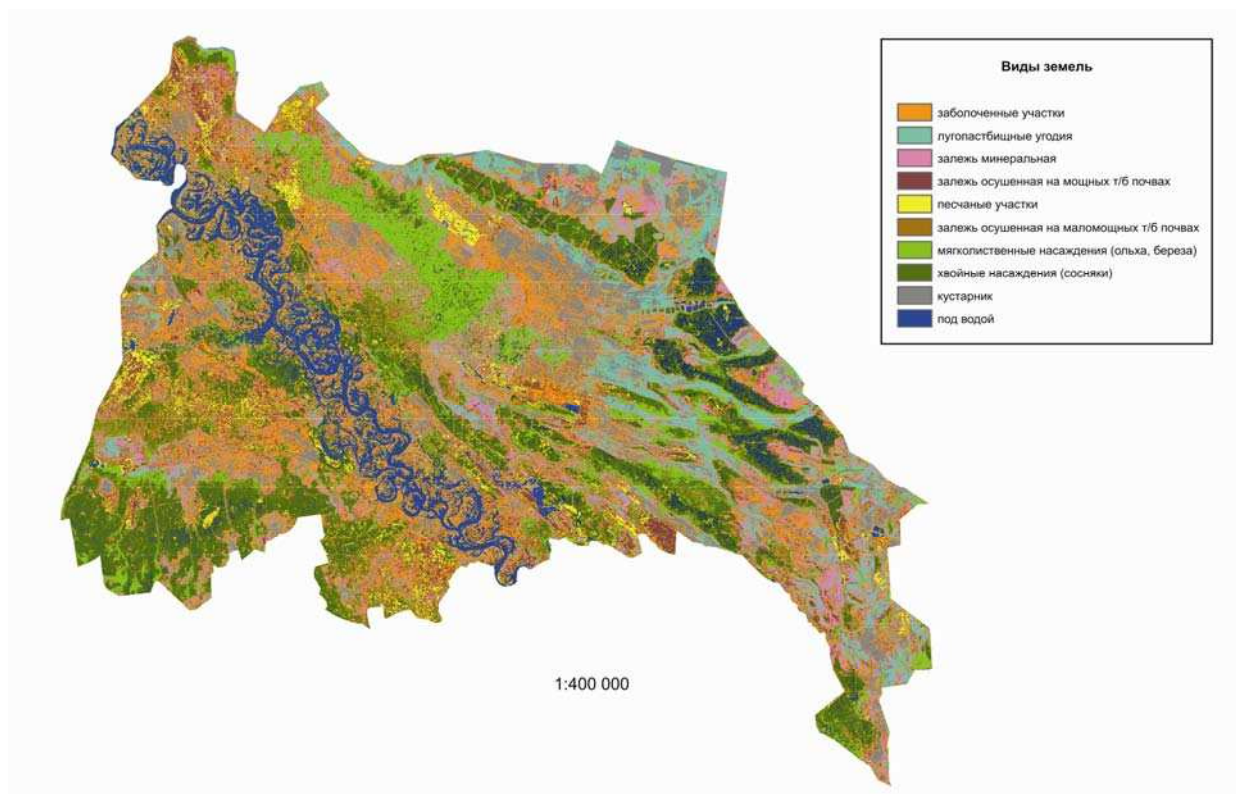 Виды земель
заболоченные участки
лугопастбищные угодия
залежь минеральная
залежь осушенная на мощных т/б почвах
песчаные участки
залежь осушенная на маломощных т/б почвах
мягколиственные насаждения (ольха, береза)
хвойные насаждения (сосняки)
кустарник
под водой
1:400 000